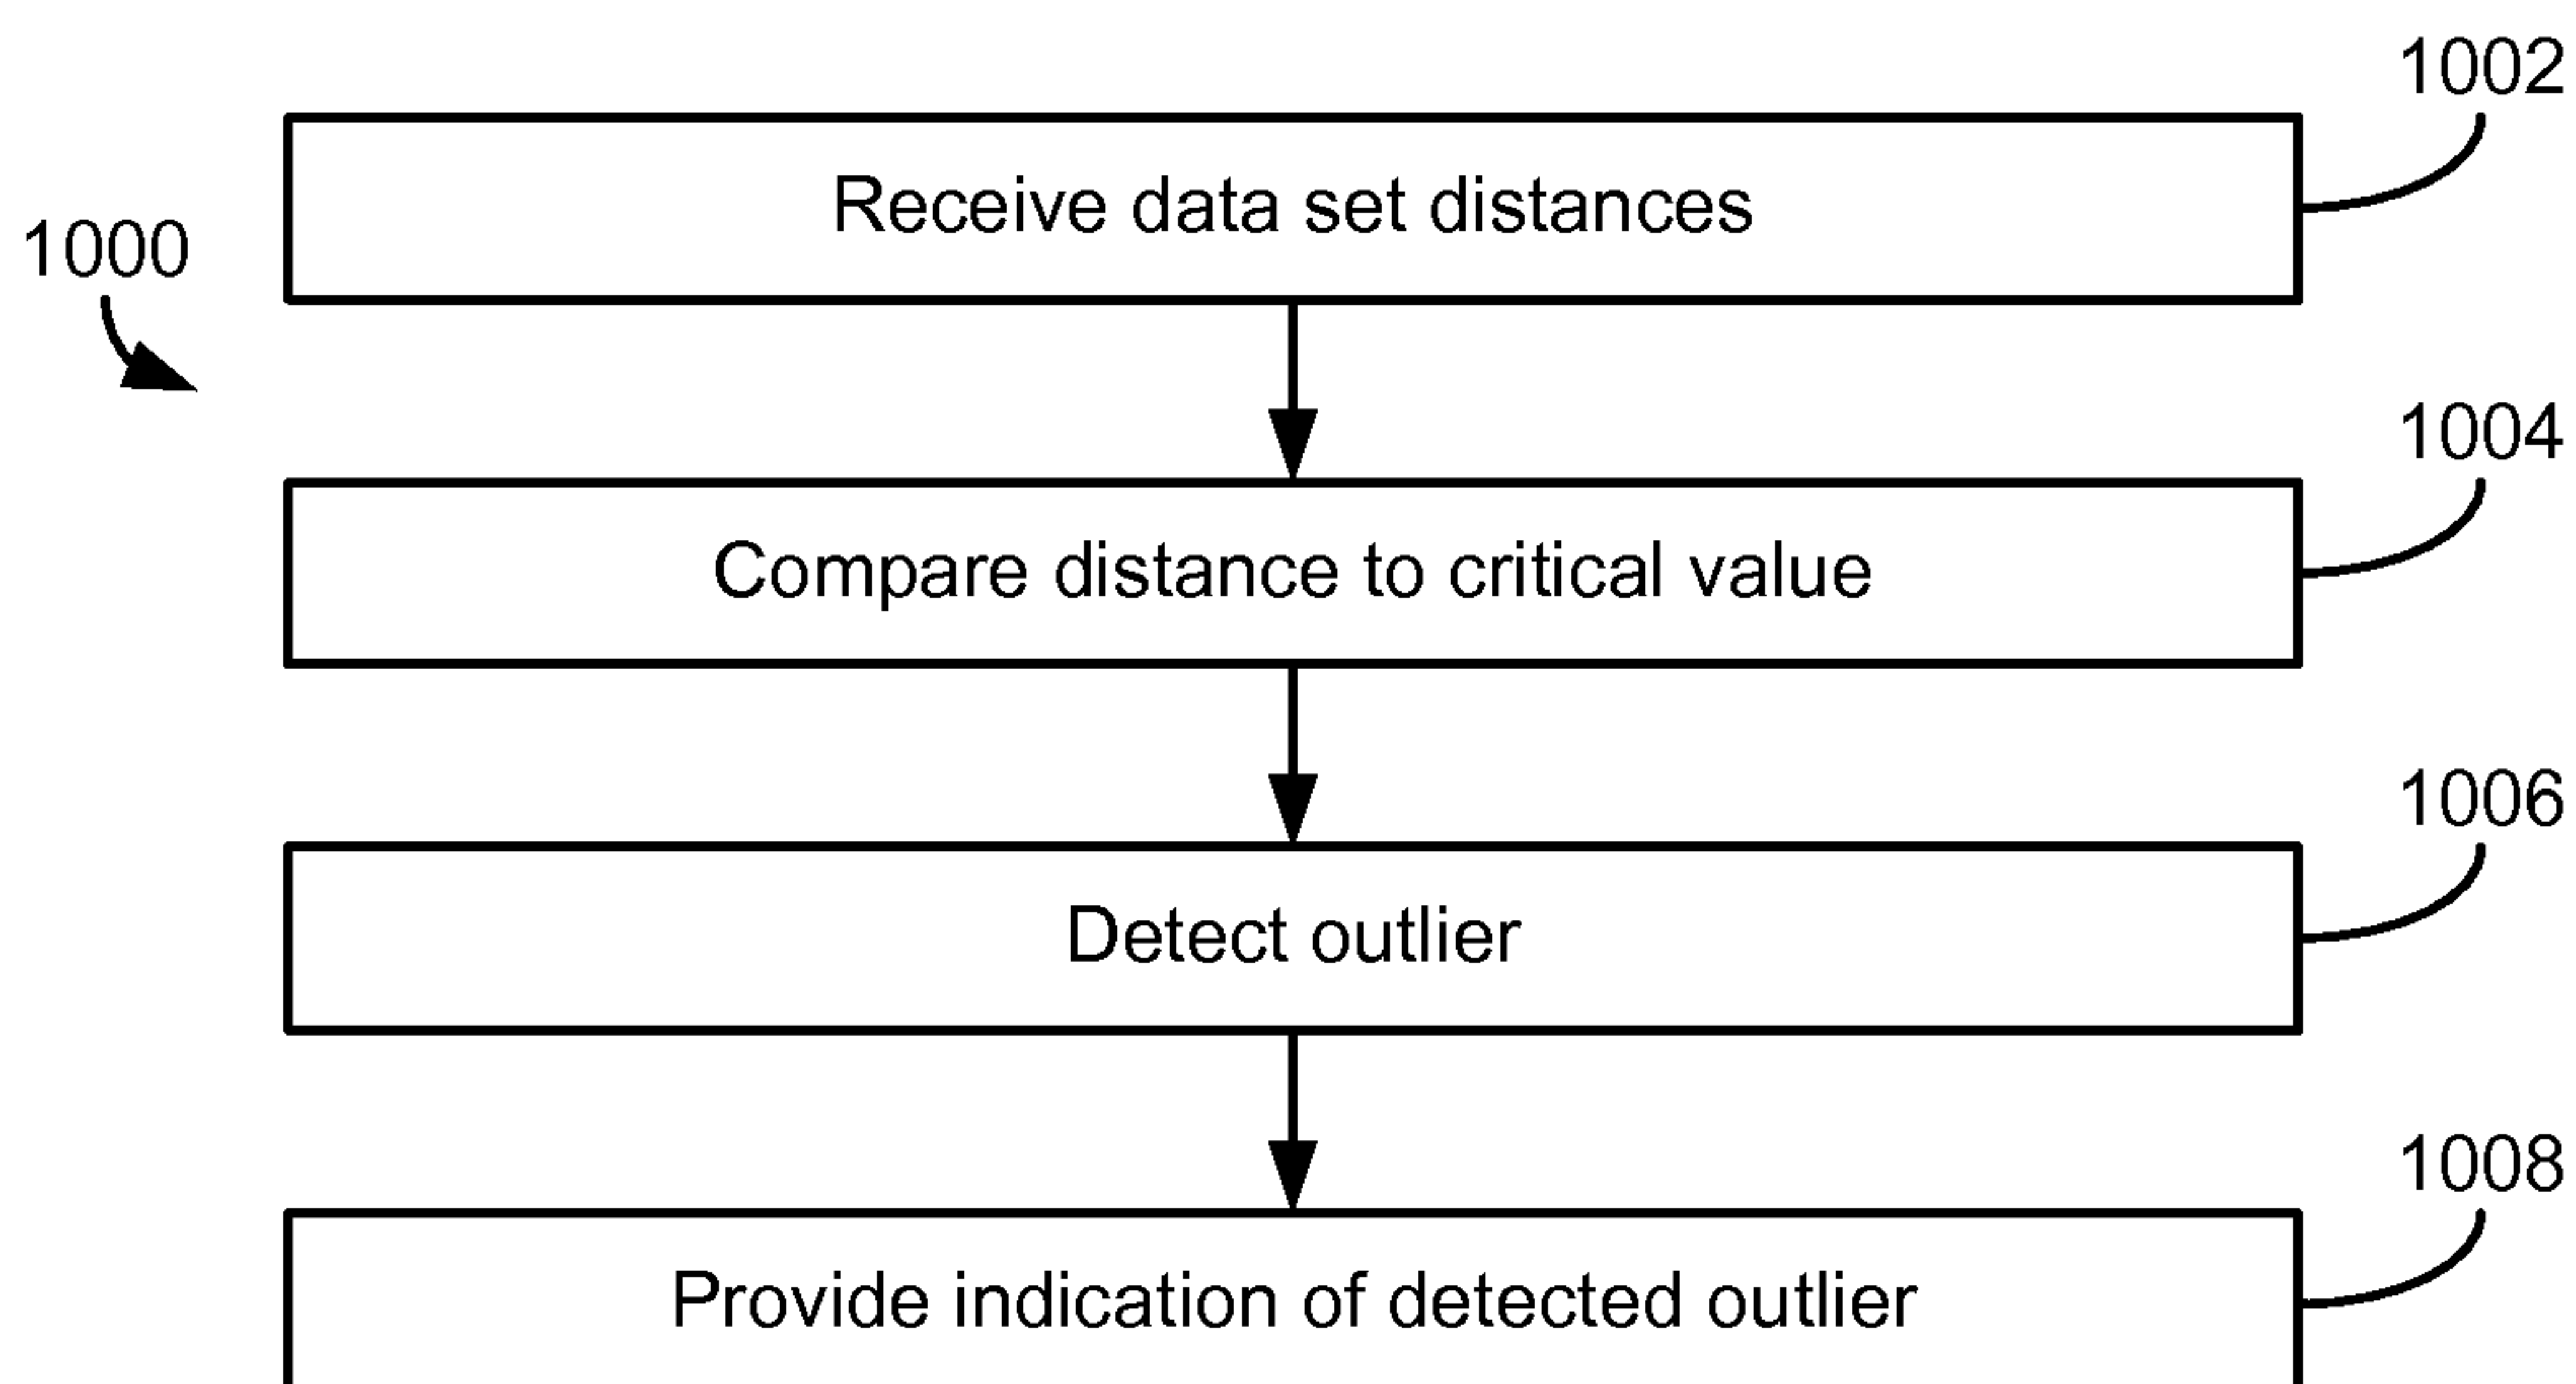 1002
Receive data set distances
1000
1004
Compare distance to critical value
1006
Detect outlier
1008
Provide indication of detected outlier